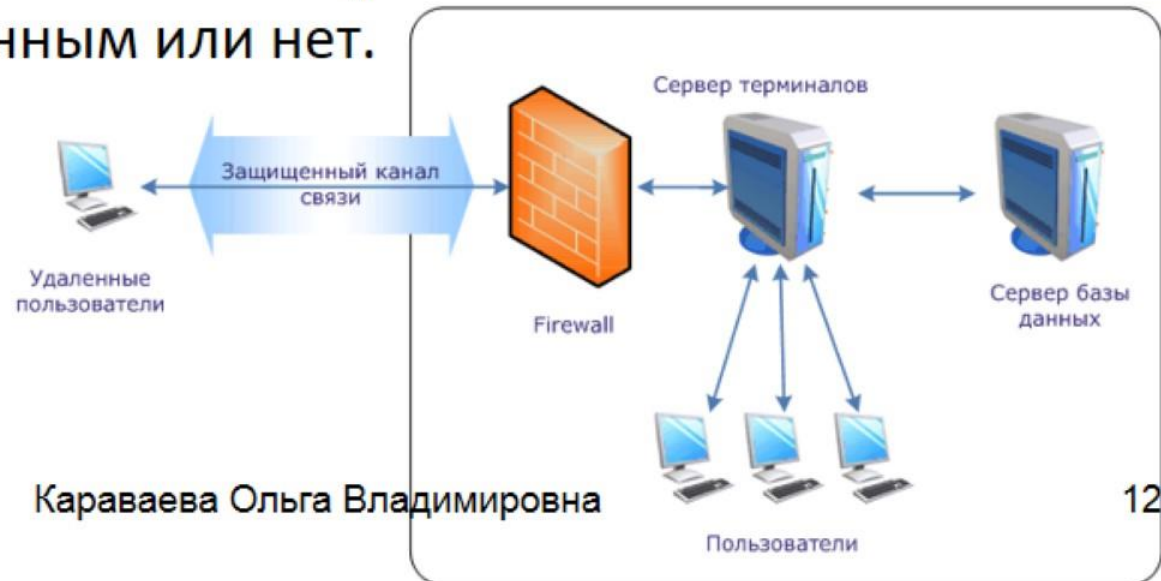 нным или нет.
Сервер терминалов
Защищенный канал
связи
Удаленные
пользователи
Firewall
Сервер базы
данных
Караваева Ольга Владимировна
12
Пользователи